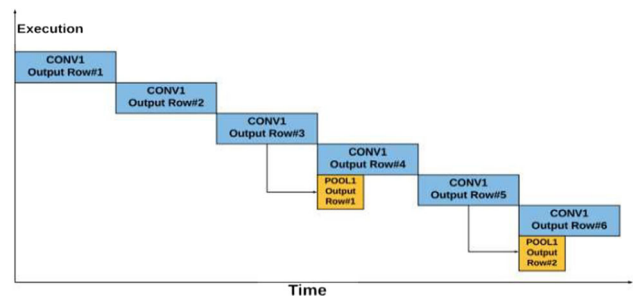 Execution
CONV1
Output Row#1
CONV1
Output Row#2
CONV1
Output Row#3
CONV1
Output Row#4
POOL1
Output
Row#1
CONV1
Output Row#5
CONV1
Output Row#6
POOL1
Output
Row#2
Time